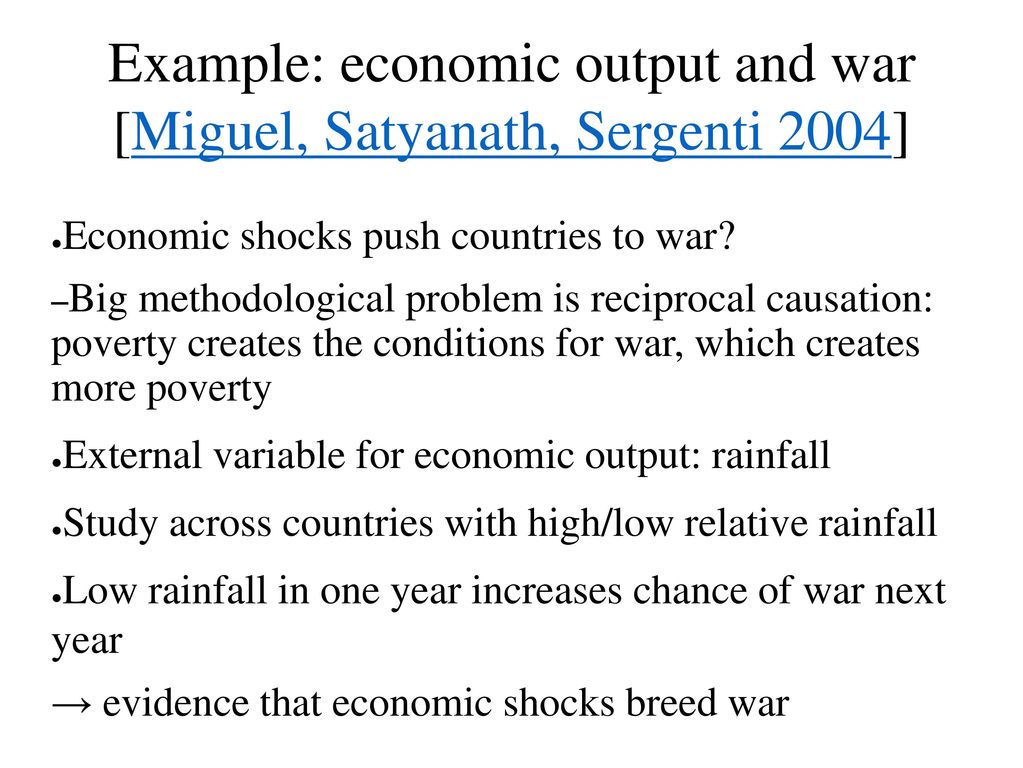 Example: economic output and war
[Miguel, Satyanath, Sergenti 2004]
●Economic shocks push countries to war?
–Big methodological problem is reciprocal causation:
poverty creates the conditions for war, which creates
more poverty
●External variable for economic output: rainfall
●Study across countries with high/low relative rainfall
●Low rainfall in one year increases chance of war next
year
→ evidence that economic shocks breed war